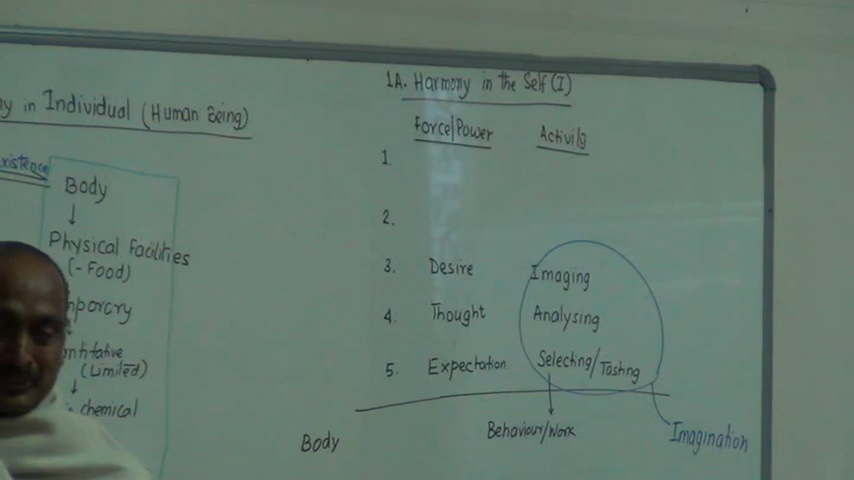 in Individual (Human Being)
Body
↓
Physical Facilities
(- Food)
(Limited)
↓
chemical
1A. Harmony in the Self (I)
Force/Power Activity
1.
2.
3. Desire Imaging
4. Thought Analysing
5. Expectation Selecting/Tasting
Body Behaviour/Work Imagination